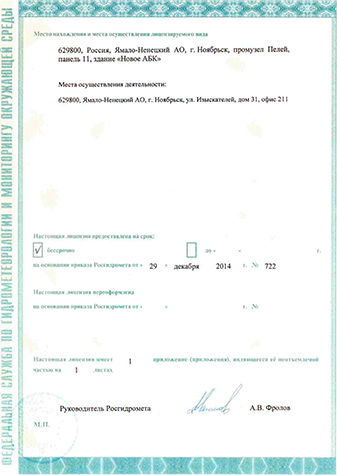 ФЕДЕРАЛЬНАЯ СЛУЖБА ПО ГИДРОМЕТЕОРОЛОГИИ И МОНИТОРИНГУ ОКРУЖАЮЩЕЙ СРЕДЫ
Место нахождения и места осуществления лицензируемого вида
629800, Россия, Ямало-Ненецкий АО, г. Ноябрьск, промузел Пелей,
панель 11, здание «Новое АБК»
Места осуществления деятельности:
629800, Ямало-Ненецкий АО, г. Ноябрьск, ул. Изыскателей, дом 31, офис 211
Настоящая лицензия предоставлена на срок:
бессрочно до « » г.
на основании приказа Росгидромета от « 29 » декабря 2014 г. № 722
Настоящая лицензия переоформлена
на основании приказа Росгидромета от « » г. №
Настоящая лицензия имеет 1 приложение (приложения), являющееся её неотъемлемой
частью на 1 листах
Руководитель Росгидромета А.В. Фролов
М.П.